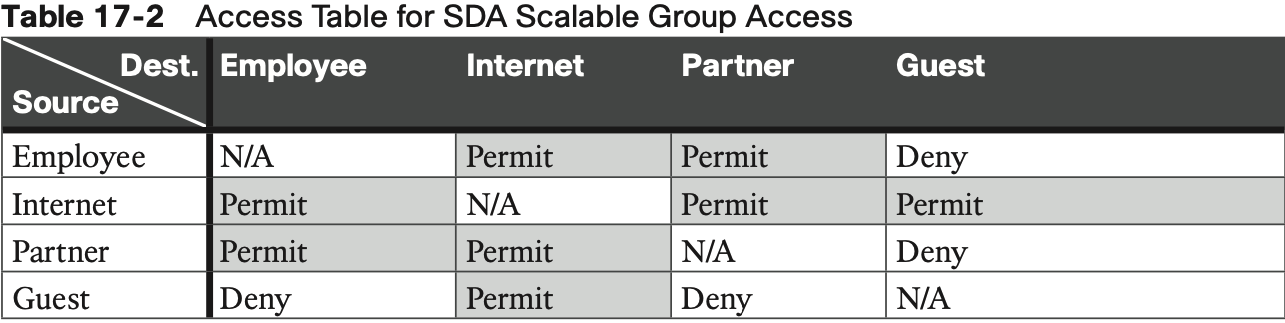 Table 17-2 Access Table for SDA Scalable Group Access
Dest. Employee Internet Partner Guest
Source
Employee N/A Permit Permit Deny
Internet Permit N/A Permit Permit
Partner Permit Permit N/A Deny
Guest Deny Permit Deny N/A